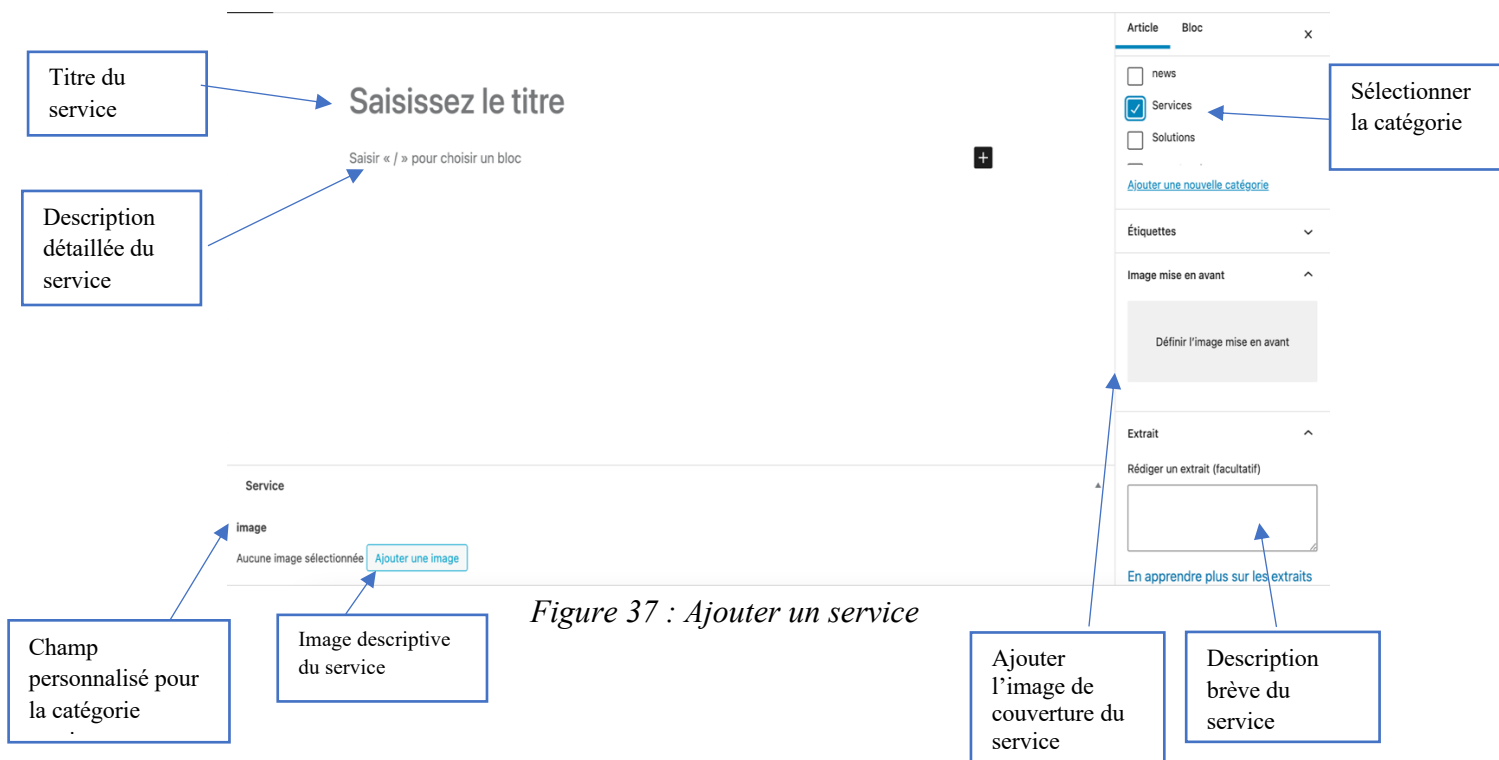 Article Bloc x
news
Services
Solutions
Ajouter une nouvelle catégorie
Étiquettes
Image mise en avant
Définir l'image mise en avant
Extrait
Rédiger un extrait (facultatif)
En apprendre plus sur les extraits
Titre du
service
Saisissez le titre
Saisir « / » pour choisir un bloc
Description
détaillée du
service
Sélectionner
la catégorie
Service
image
Aucune image sélectionnée Ajouter une image
Figure 37 : Ajouter un service
Champ
personnalisé pour
la catégorie
Image descriptive
du service
Ajouter
l’image de
couverture du
service
Description
brève du
service